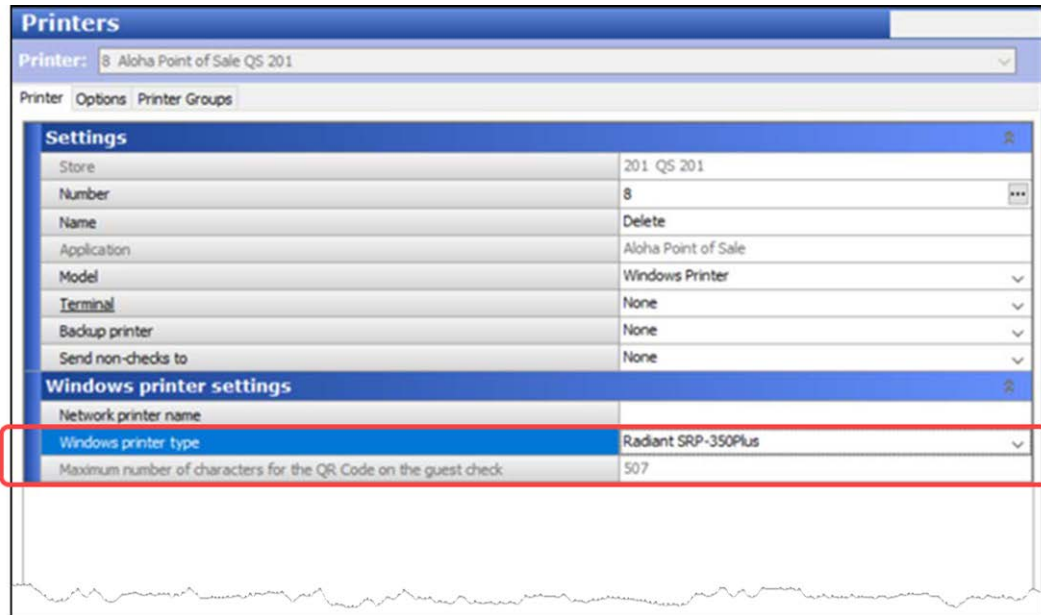 Printers
Printer: 8 Aloha Point of Sale QS 201
Printer Options Printer Groups
Settings
Store 201 QS 201
Number 8 ...
Name Delete
Application Aloha Point of Sale
Model Windows Printer
Terminal None
Backup printer None
Send non-checks to None
Windows printer settings
Network printer name
Windows printer type Radiant SRP-350Plus
Maximum number of characters for the QR Code on the guest check 507